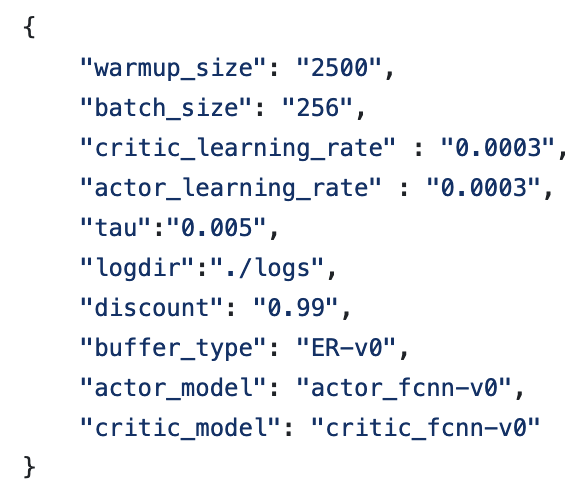 {
    "warmup_size": "2500",
    "batch_size": "256",
    "critic_learning_rate" : "0.0003",
    "actor_learning_rate" : "0.0003",
    "tau":"0.005",
    "logdir":"./logs",
    "discount": "0.99",
    "buffer_type": "ER-v0",
    "actor_model": "actor_fcnn-v0",
    "critic_model": "critic_fcnn-v0"
}